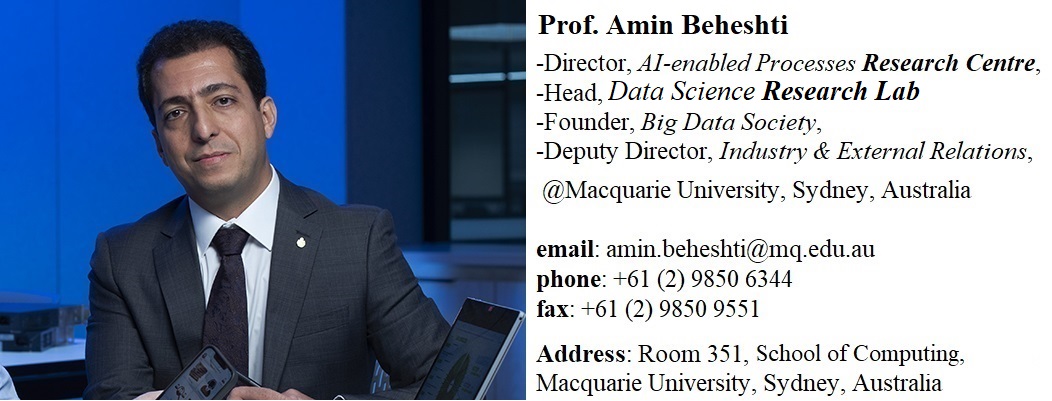 Prof. Amin Beheshti
-Director, AI-enabled Processes Research Centre,
-Head, Data Science Research Lab
-Founder, Big Data Society,
-Deputy Director, Industry & External Relations,
@Macquarie University, Sydney, Australia
email: amin.beheshti@mq.edu.au
phone: +61 (2) 9850 6344
fax: +61 (2) 9850 9551
Address: Room 351, School of Computing,
Macquarie University, Sydney, Australia